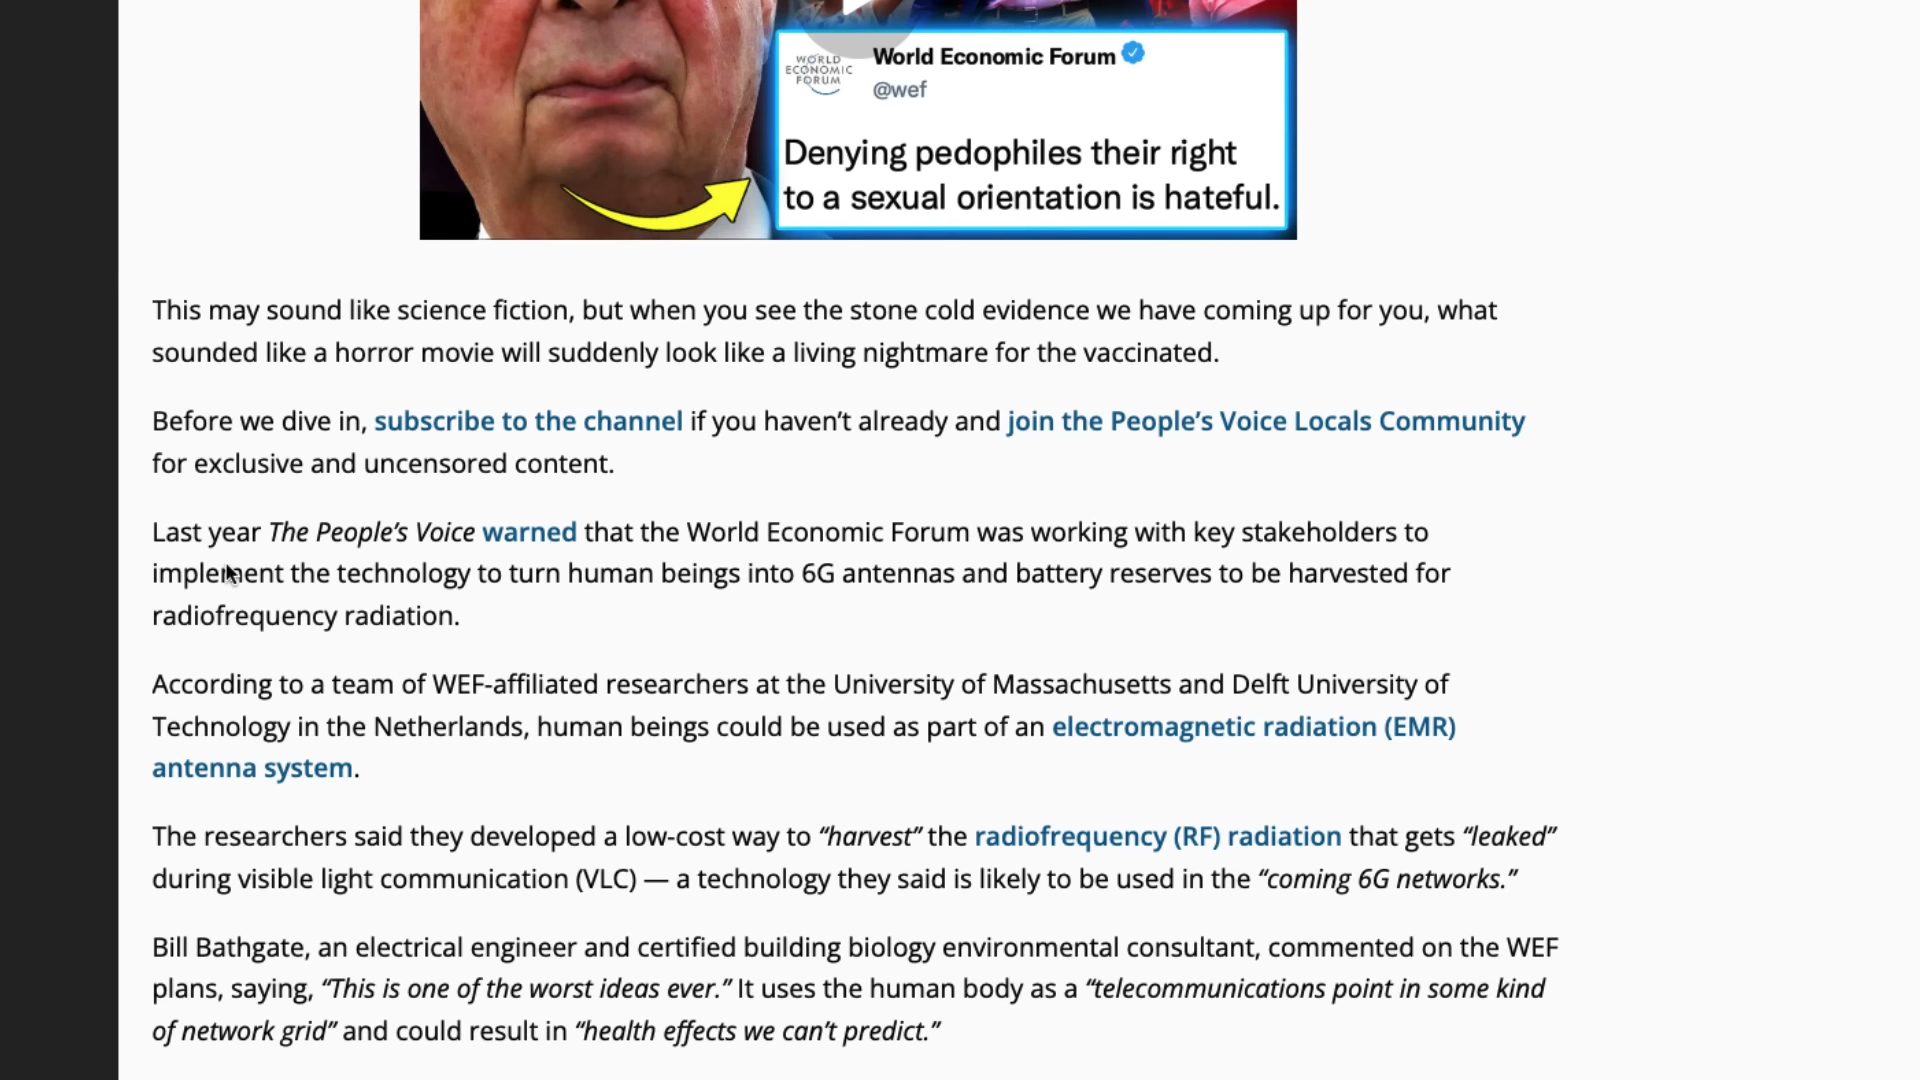 WORLD
ECONOMIC
FORUM
World Economic Forum
@wef
Denying pedophiles their right
to a sexual orientation is hateful.
This may sound like science fiction, but when you see the stone cold evidence we have coming up for you, what
sounded like a horror movie will suddenly look like a living nightmare for the vaccinated.
Before we dive in, subscribe to the channel if you haven’t already and join the People’s Voice Locals Community
for exclusive and uncensored content.
Last year The People’s Voice warned that the World Economic Forum was working with key stakeholders to
implement the technology to turn human beings into 6G antennas and battery reserves to be harvested for
radiofrequency radiation.
According to a team of WEF-affiliated researchers at the University of Massachusetts and Delft University of
Technology in the Netherlands, human beings could be used as part of an electromagnetic radiation (EMR)
antenna system.
The researchers said they developed a low-cost way to “harvest” the radiofrequency (RF) radiation that gets “leaked”
during visible light communication (VLC) — a technology they said is likely to be used in the “coming 6G networks.”
Bill Bathgate, an electrical engineer and certified building biology environmental consultant, commented on the WEF
plans, saying, “This is one of the worst ideas ever.” It uses the human body as a “telecommunications point in some kind
of network grid” and could result in “health effects we can’t predict.”